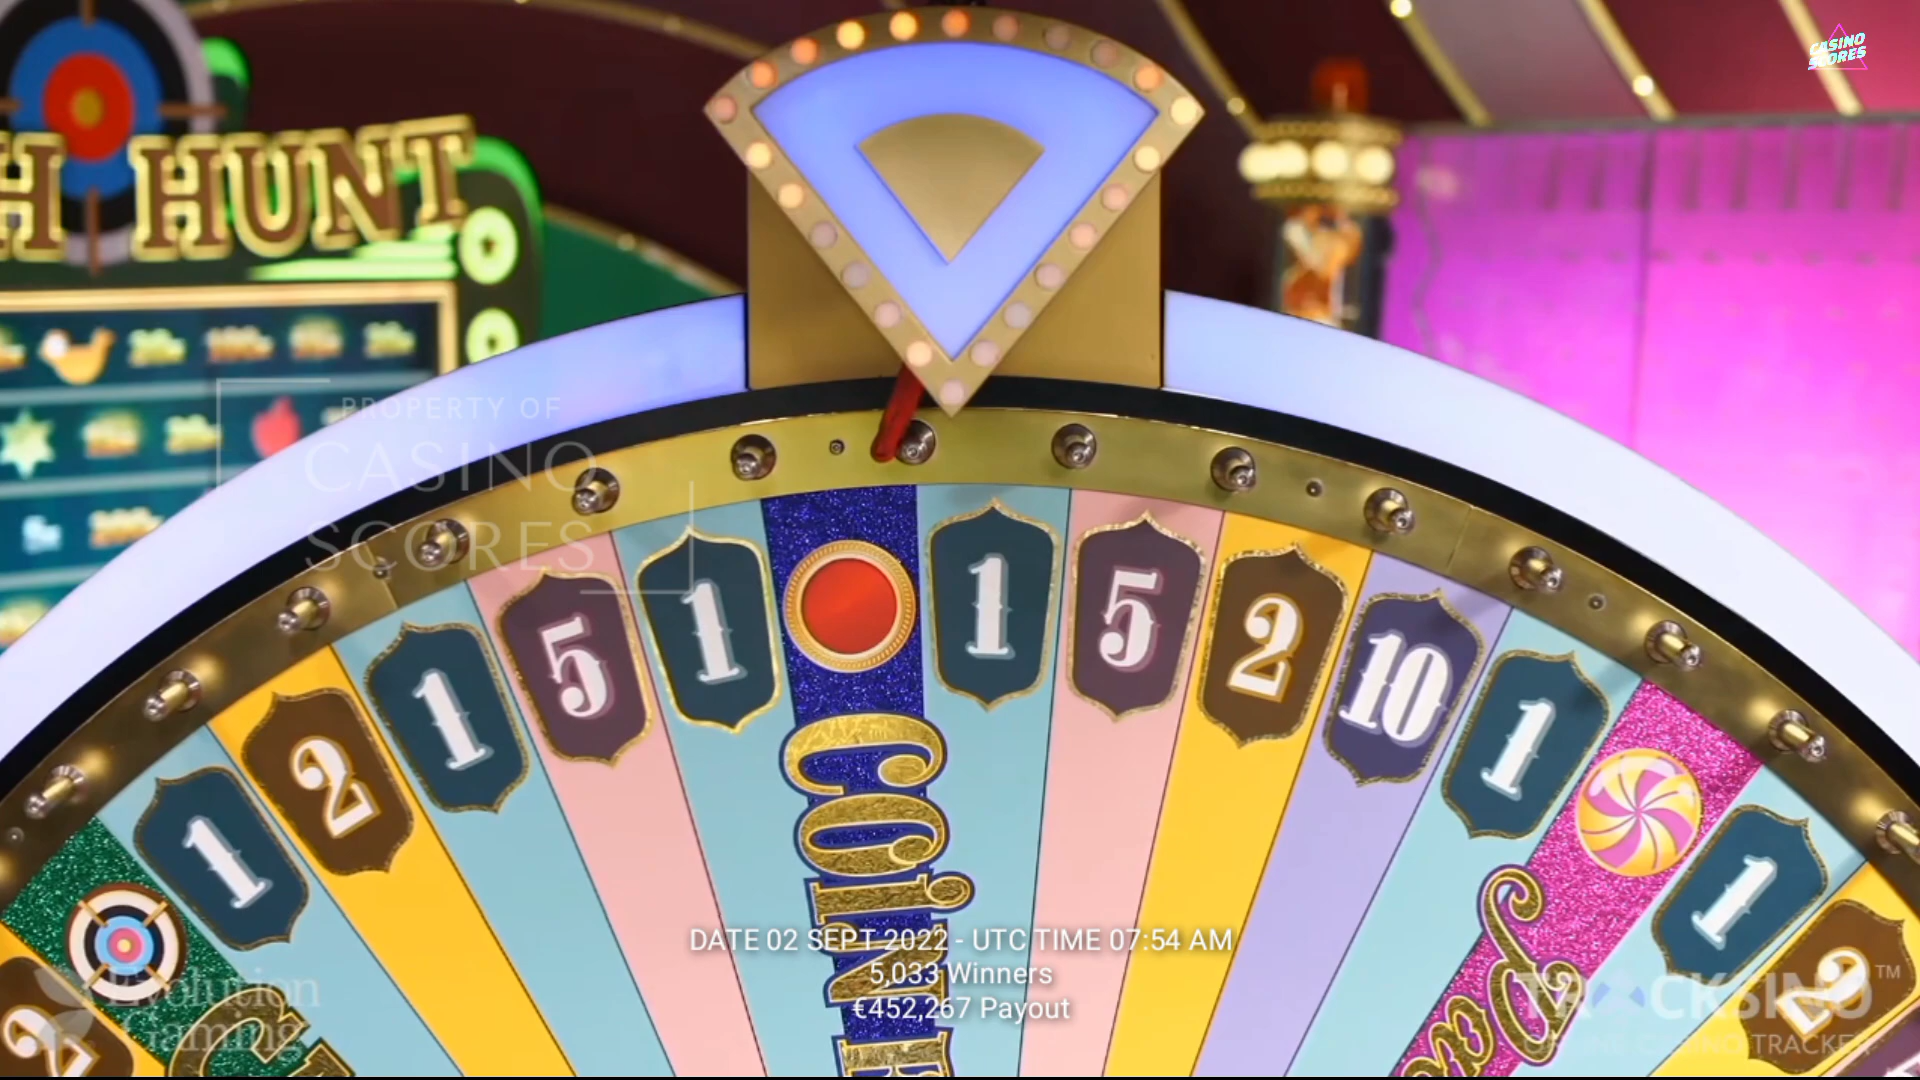 CASINO
SCORES
H HUNT
PROPERTY OF
CASINO
SCORES
1
2
1
5
1
1
5
2
10
1
1
2
2
COIN
DATE 02 SEPT 2022 - UTC TIME 07:54 AM
5,033 Winners
€452,267 Payout
Evolution
Gaming
TRACKSINO™
TRACKER